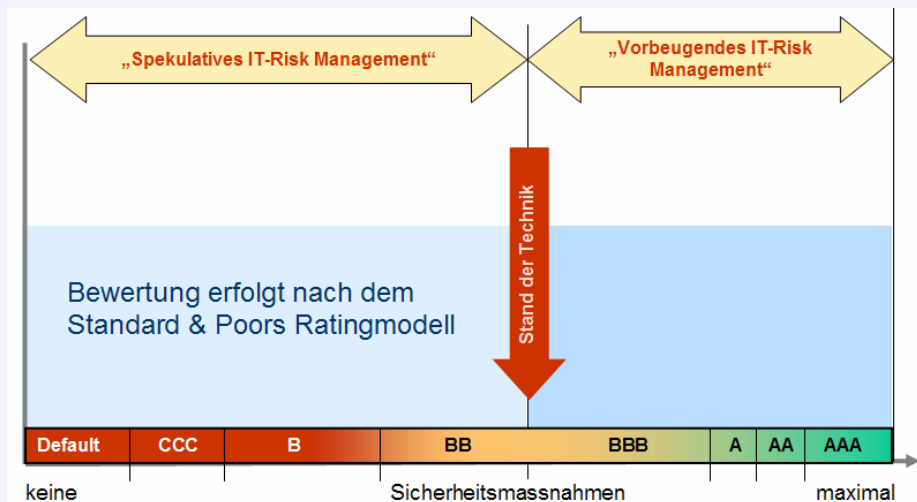 „Spekulatives IT-Risk Management“
„Vorbeugendes IT-Risk
Management“
Stand der Technik
Bewertung erfolgt nach dem
Standard & Poors Ratingmodell
Default CCC B BB BBB A AA AAA
keine Sicherheitsmassnahmen maximal